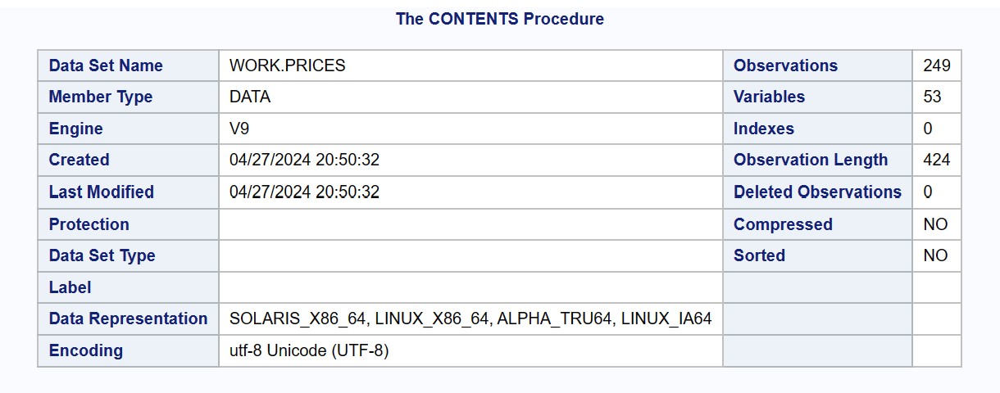 The CONTENTS Procedure
Data Set Name WORK.PRICES Observations 249
Member Type DATA Variables 53
Engine V9 Indexes 0
Created 04/27/2024 20:50:32 Observation Length 424
Last Modified 04/27/2024 20:50:32 Deleted Observations 0
Protection Compressed NO
Data Set Type Sorted NO
Label
Data Representation SOLARIS_X86_64, LINUX_X86_64, ALPHA_TRU64, LINUX_IA64
Encoding utf-8 Unicode (UTF-8)